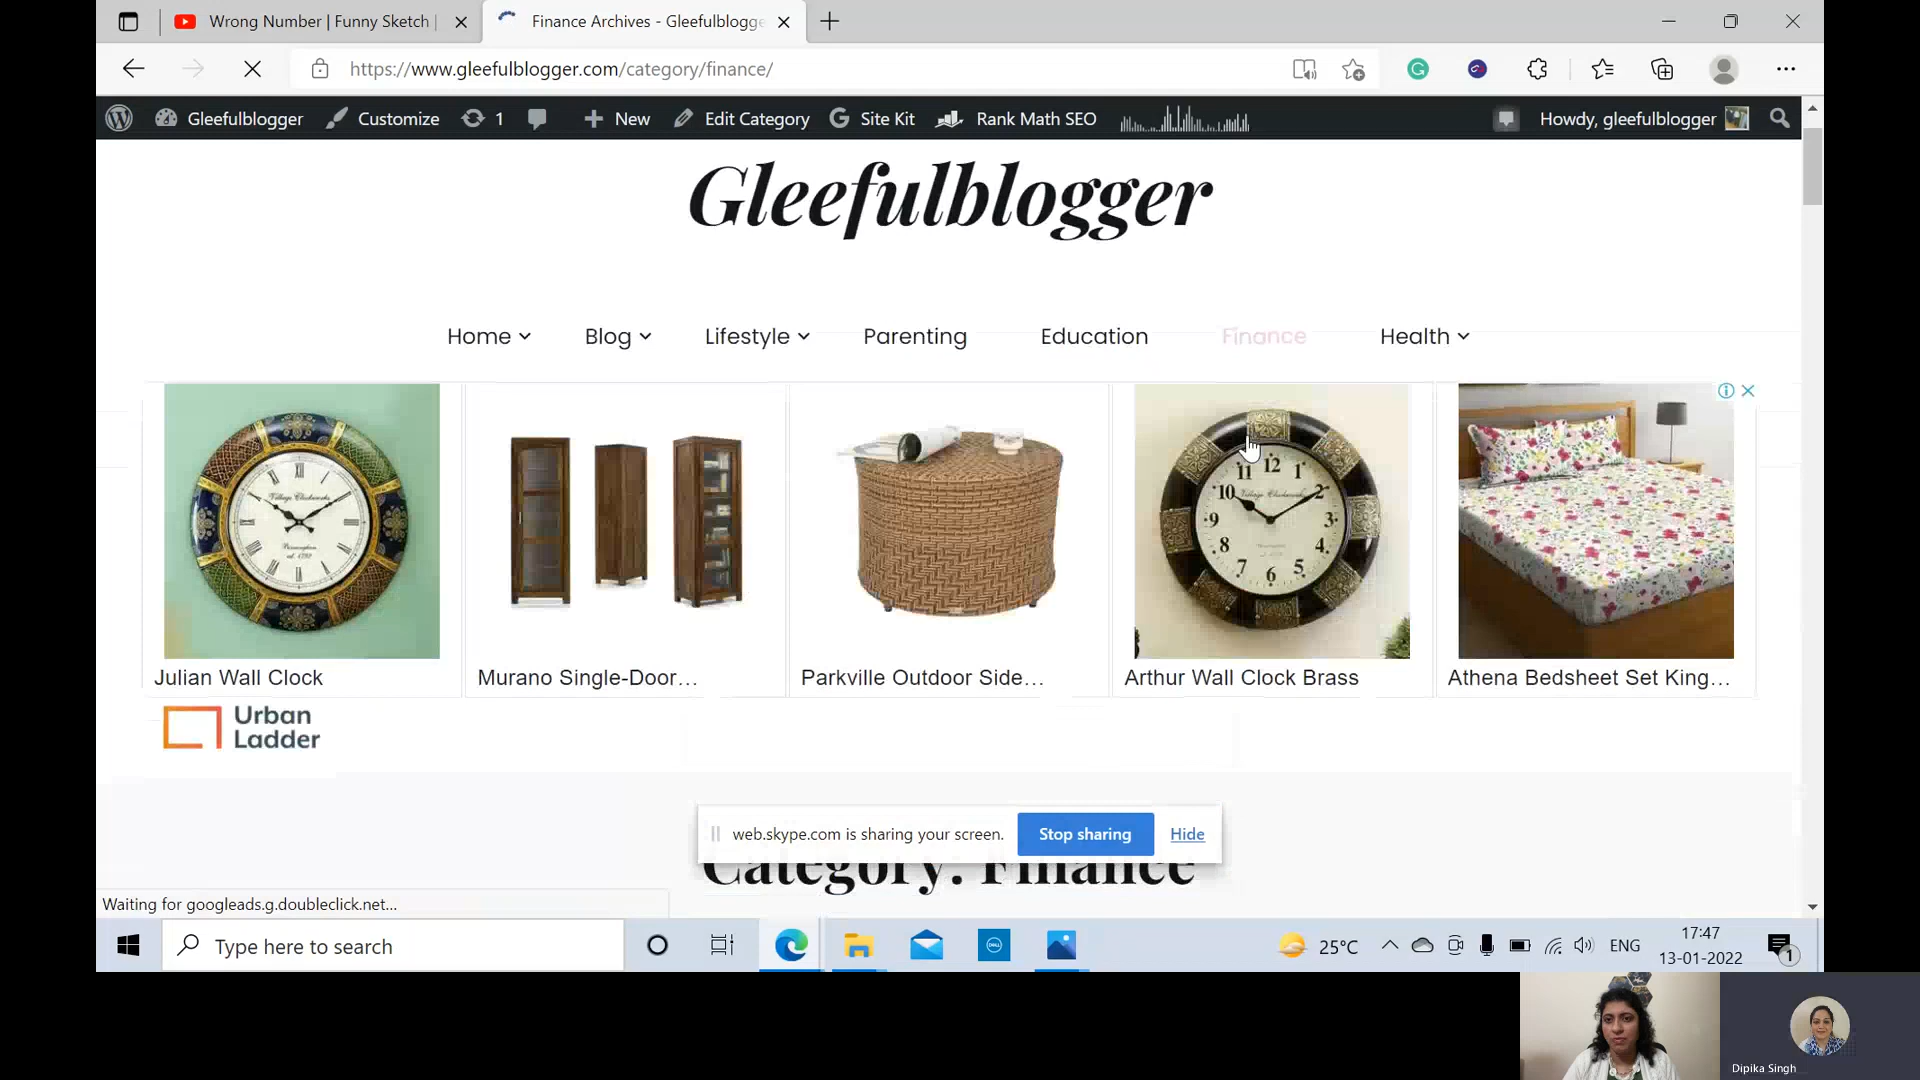 Wrong Number | Funny Sketch |
Finance Archives - Gleefulblogge
https://www.gleefulblogger.com/category/finance/
Gleefulblogger Customize 1 New Edit Category Site Kit Rank Math SEO Howdy, gleefulblogger
Gleefulblogger
Home Blog Lifestyle Parenting Education Finance Health
Julian Wall Clock
Murano Single-Door...
Parkville Outdoor Side...
Arthur Wall Clock Brass
Athena Bedsheet Set King...
Urban
Ladder
web.skype.com is sharing your screen. Stop sharing Hide
Category: Finance
Waiting for googleads.g.doubleclick.net...
Type here to search
25°C
ENG
17:47
13-01-2022
1
Dipika Singh